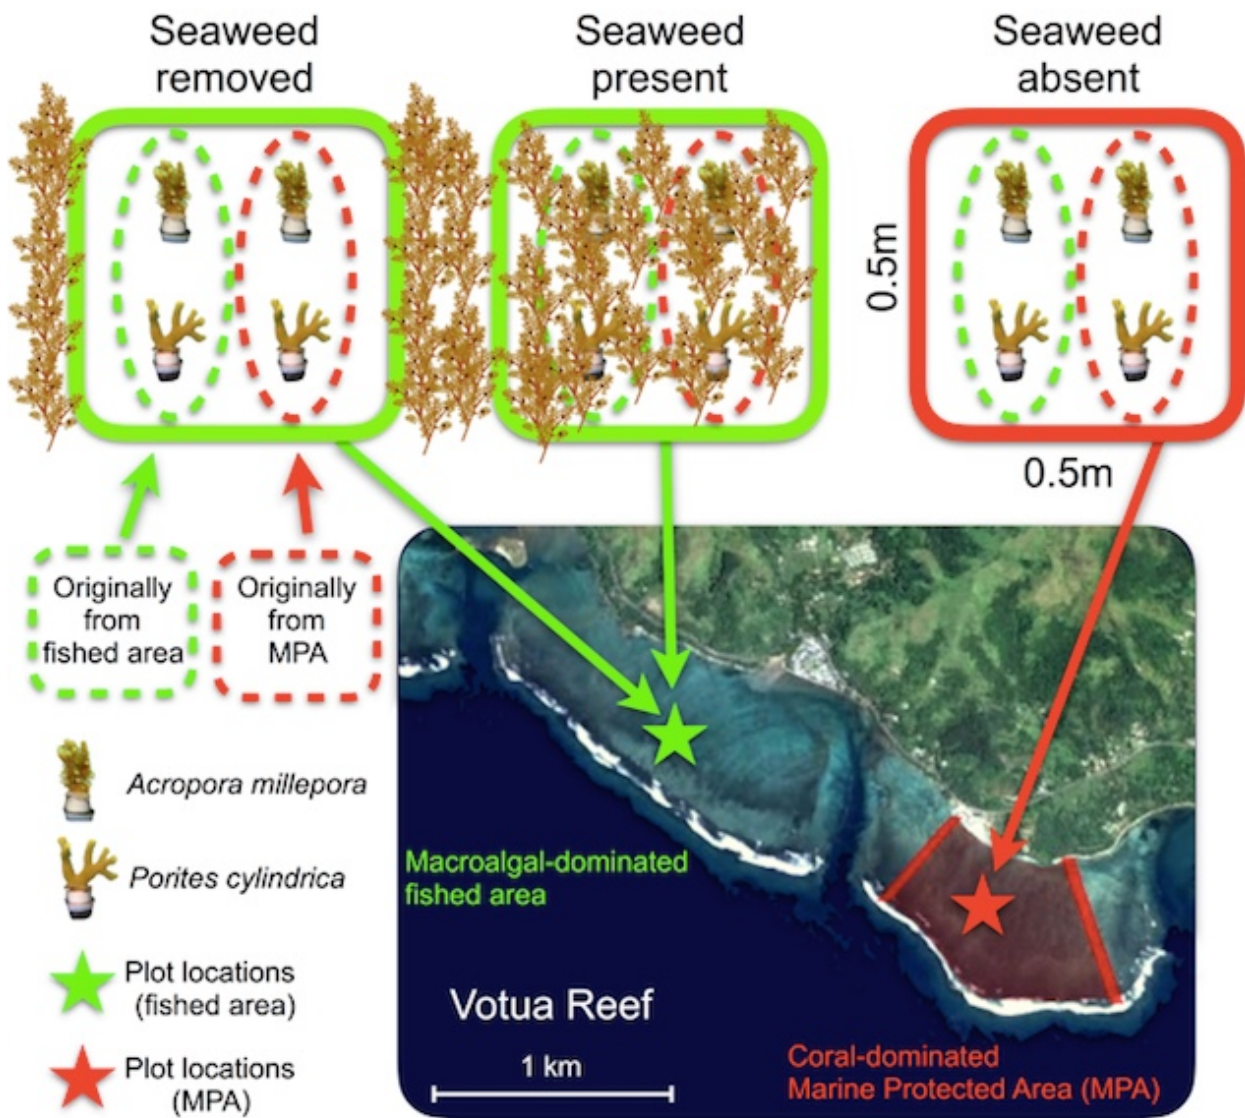 Seaweed
removed
Seaweed
present
Seaweed
absent
0.5m
0.5m
Originally
from
fished area
Originally
from
MPA
Acropora millepora
Porites cylindrica
Plot locations
(fished area)
Plot locations
(MPA)
Macroalgal-dominated
fished area
Votua Reef
1 km
Coral-dominated
Marine Protected Area (MPA)